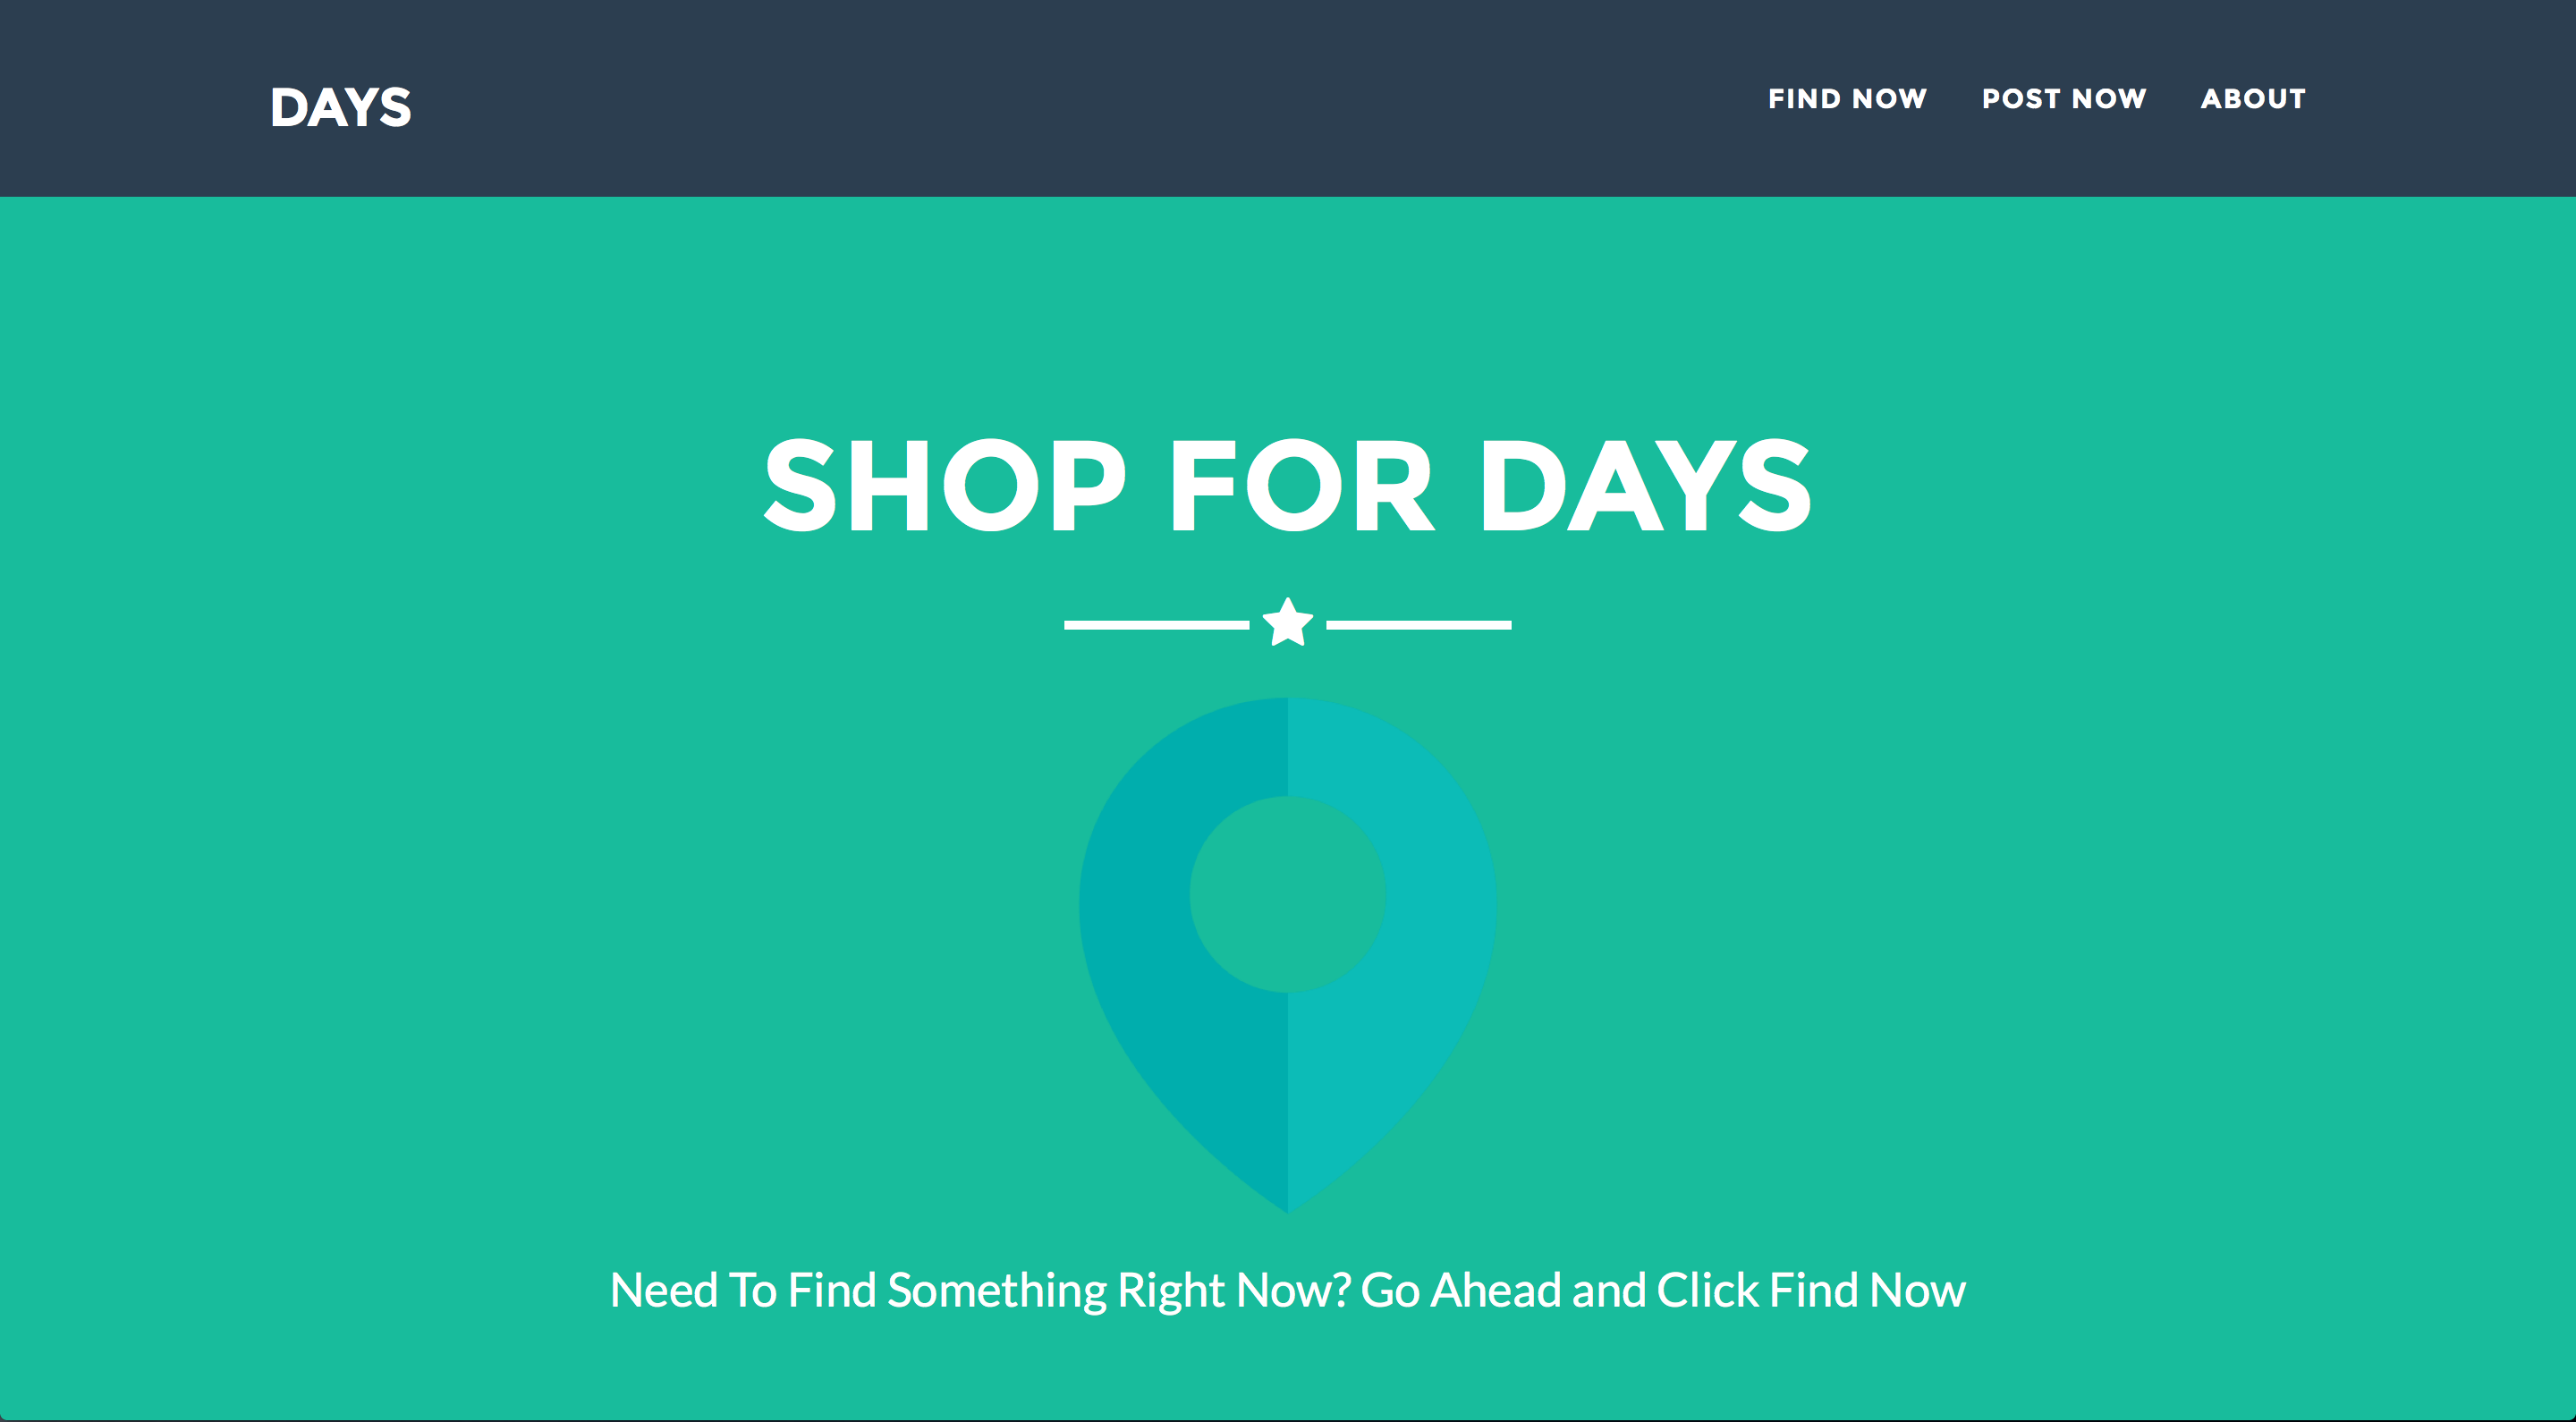 DAYS
FIND NOW POST NOW ABOUT
SHOP FOR DAYS
Need To Find Something Right Now? Go Ahead and Click Find Now